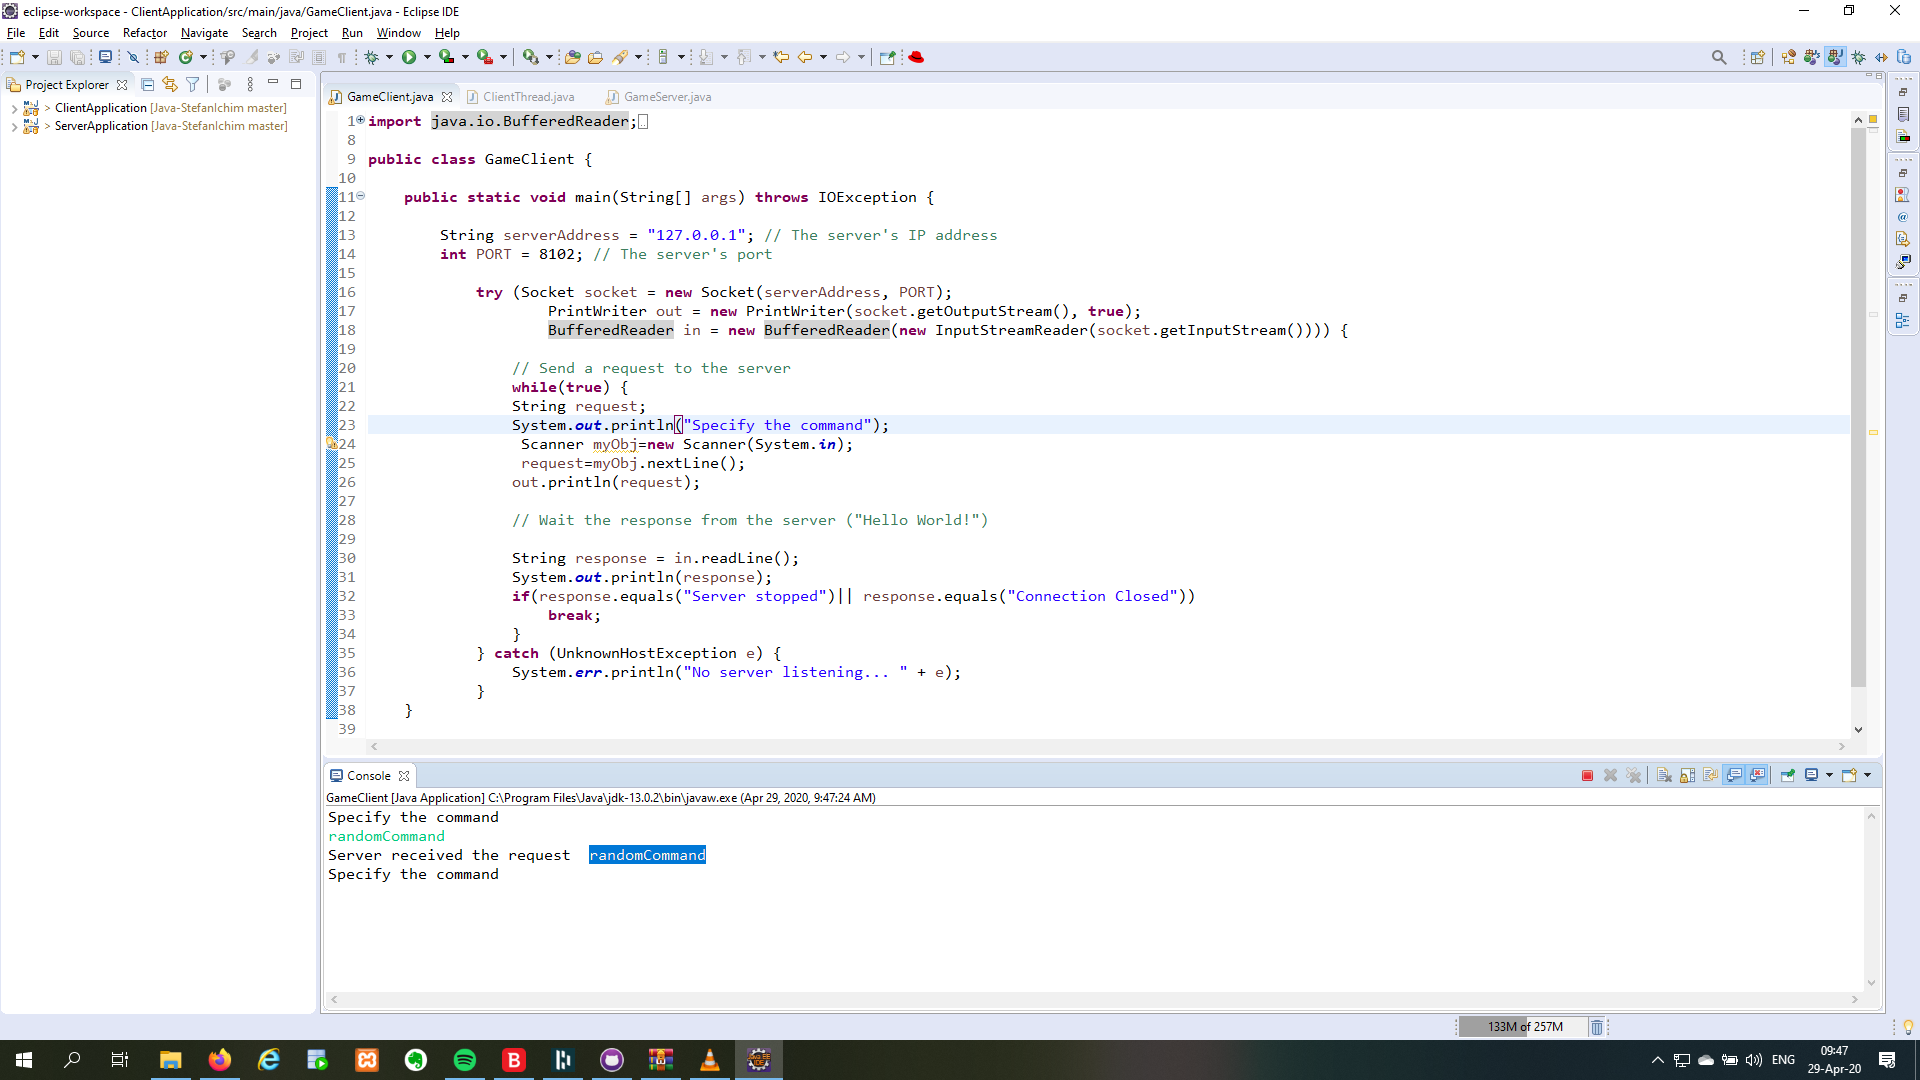 eclipse-workspace - ClientApplication/src/main/java/GameClient.java - Eclipse IDE
File Edit Source Refactor Navigate Search Project Run Window Help
Project Explorer
> ClientApplication [Java-StefanIchim master]
> ServerApplication [Java-StefanIchim master]
GameClient.java ClientThread.java GameServer.java
1 import java.io.BufferedReader;
8
9 public class GameClient {
10
11 public static void main(String[] args) throws IOException {
12
13 String serverAddress = "127.0.0.1"; // The server's IP address
14 int PORT = 8102; // The server's port
15
16 try (Socket socket = new Socket(serverAddress, PORT);
17 PrintWriter out = new PrintWriter(socket.getOutputStream(), true);
18 BufferedReader in = new BufferedReader(new InputStreamReader(socket.getInputStream()))) {
19
20 // Send a request to the server
21 while(true) {
22 String request;
23 System.out.println("Specify the command");
24 Scanner myObj=new Scanner(System.in);
25 request=myObj.nextLine();
26 out.println(request);
27
28 // Wait the response from the server ("Hello World!")
29
30 String response = in.readLine();
31 System.out.println(response);
32 if(response.equals("Server stopped")|| response.equals("Connection Closed"))
33 break;
34 }
35 } catch (UnknownHostException e) {
36 System.err.println("No server listening... " + e);
37 }
38 }
39
Console
GameClient [Java Application] C:\Program Files\Java\jdk-13.0.2\bin\javaw.exe (Apr 29, 2020, 9:47:24 AM)
Specify the command
randomCommand
Server received the request randomCommand
Specify the command
133M of 257M
ENG
09:47
29-Apr-20